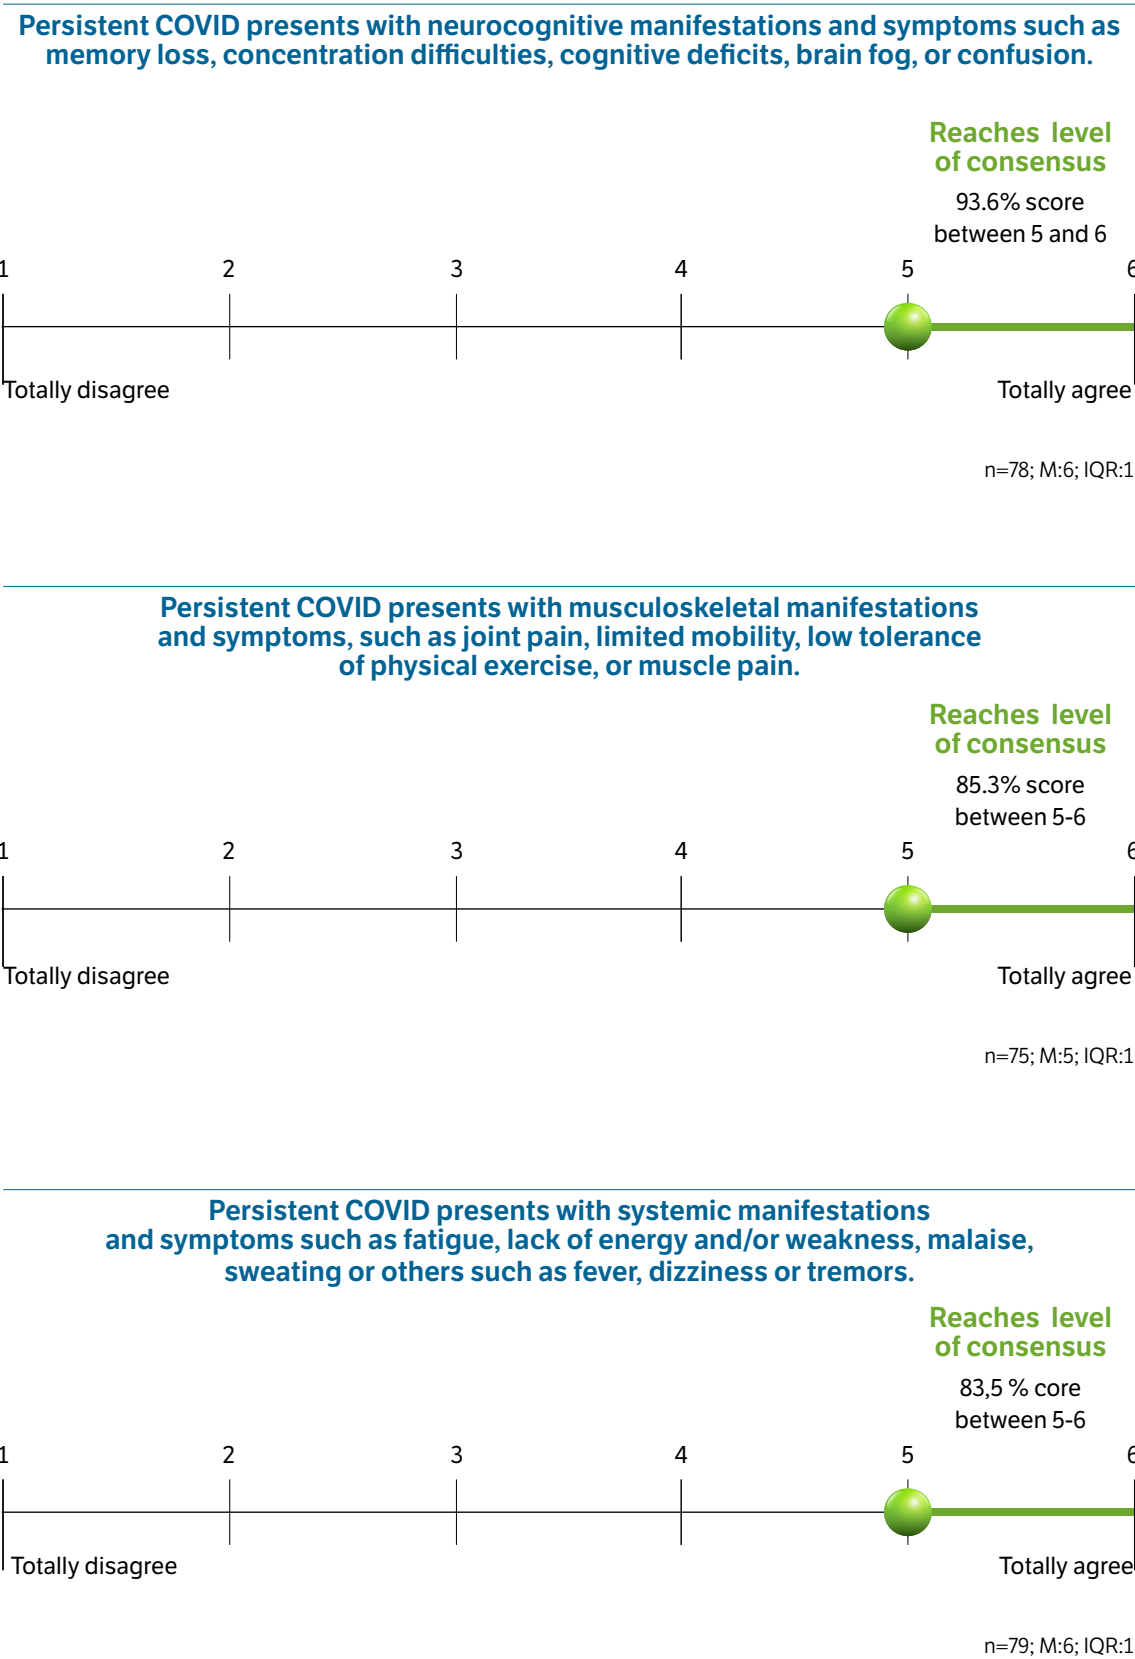 Persistent COVID presents with neurocognitive manifestations and symptoms such as
memory loss, concentration difficulties, cognitive deficits, brain fog, or confusion.
Reaches level
of consensus
93.6% score
between 5 and 6
1 2 3 4 5 6
Totally disagree Totally agree
n=78; M:6; IQR:1
Persistent COVID presents with musculoskeletal manifestations
and symptoms, such as joint pain, limited mobility, low tolerance
of physical exercise, or muscle pain.
Reaches level
of consensus
85.3% score
between 5-6
1 2 3 4 5 6
Totally disagree Totally agree
n=75; M:5; IQR:1
Persistent COVID presents with systemic manifestations
and symptoms such as fatigue, lack of energy and/or weakness, malaise,
sweating or others such as fever, dizziness or tremors.
Reaches level
of consensus
83,5 % core
between 5-6
1 2 3 4 5 6
Totally disagree Totally agree
n=79; M:6; IQR:1